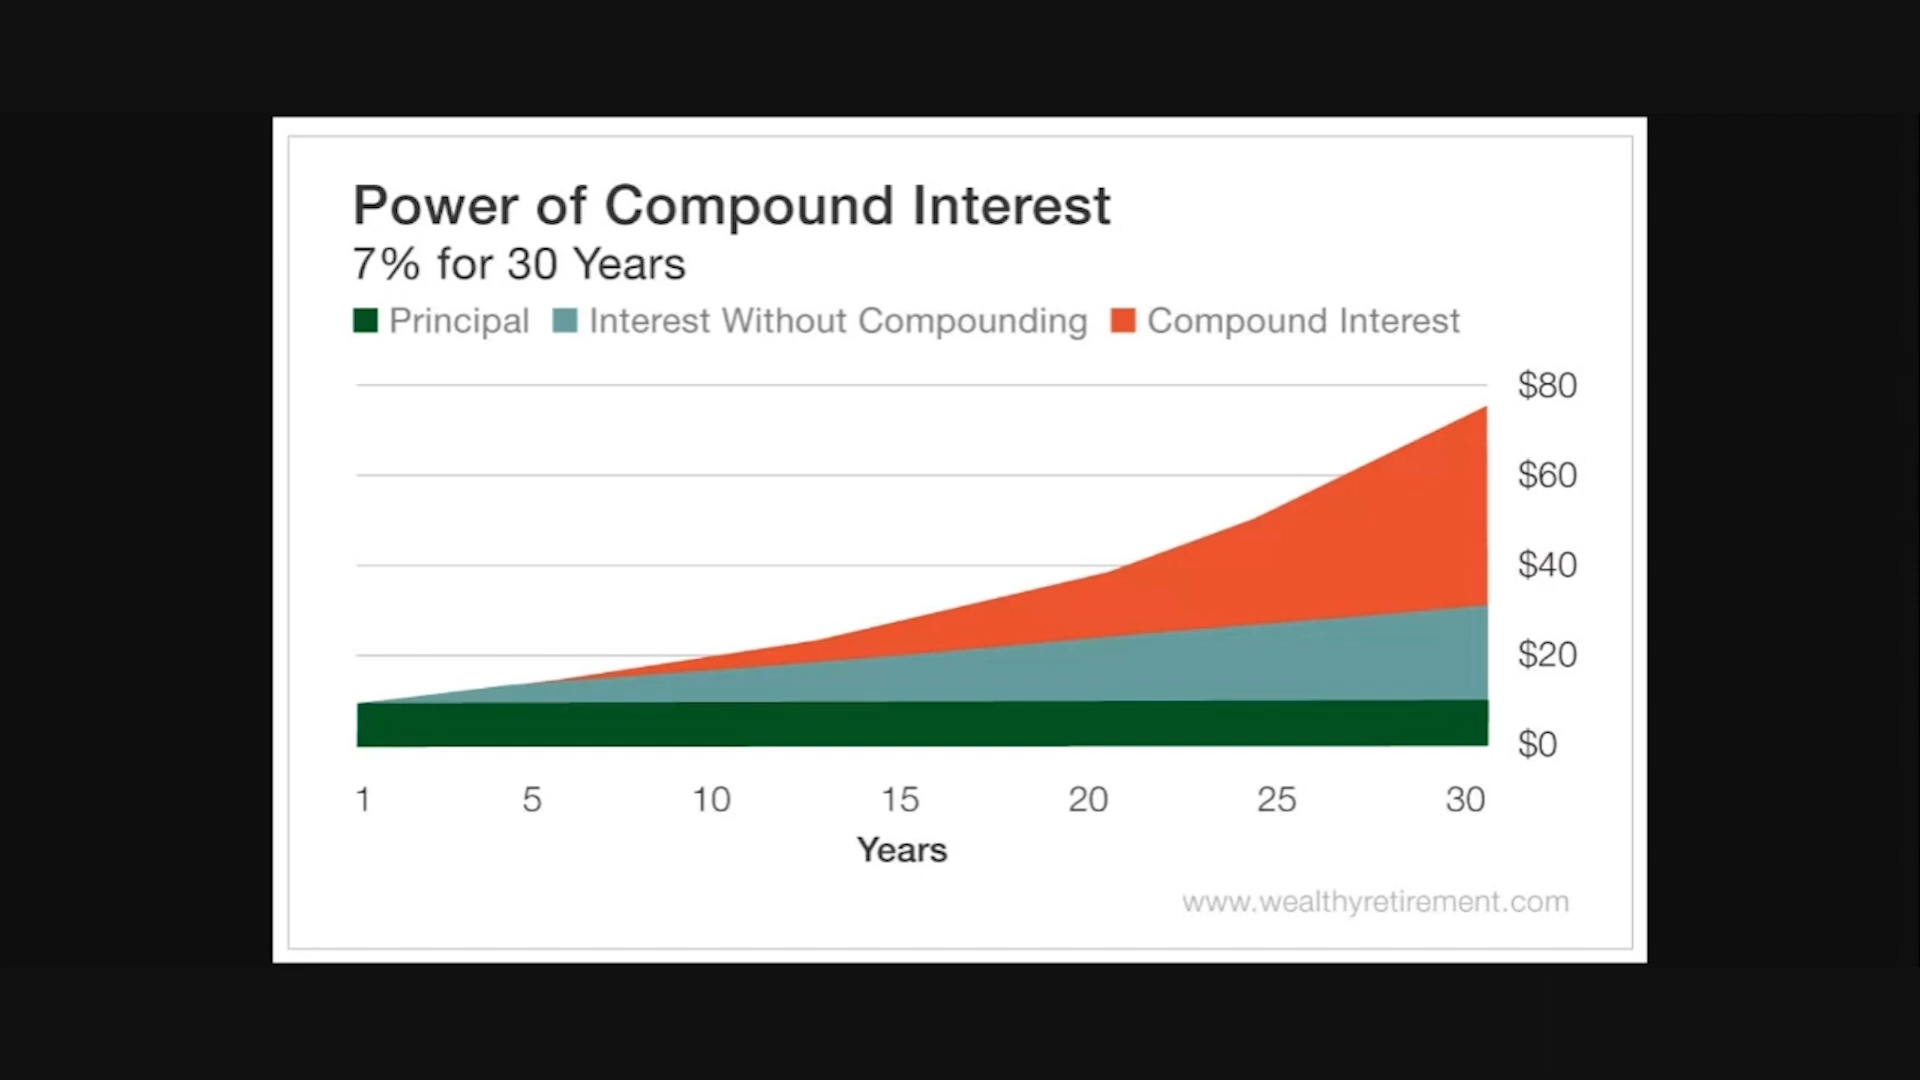 Power of Compound Interest
7% for 30 Years
Principal Interest Without Compounding Compound Interest
$80
$60
$40
$20
$0
1 5 10 15 20 25 30
Years
www.wealthyretirement.com